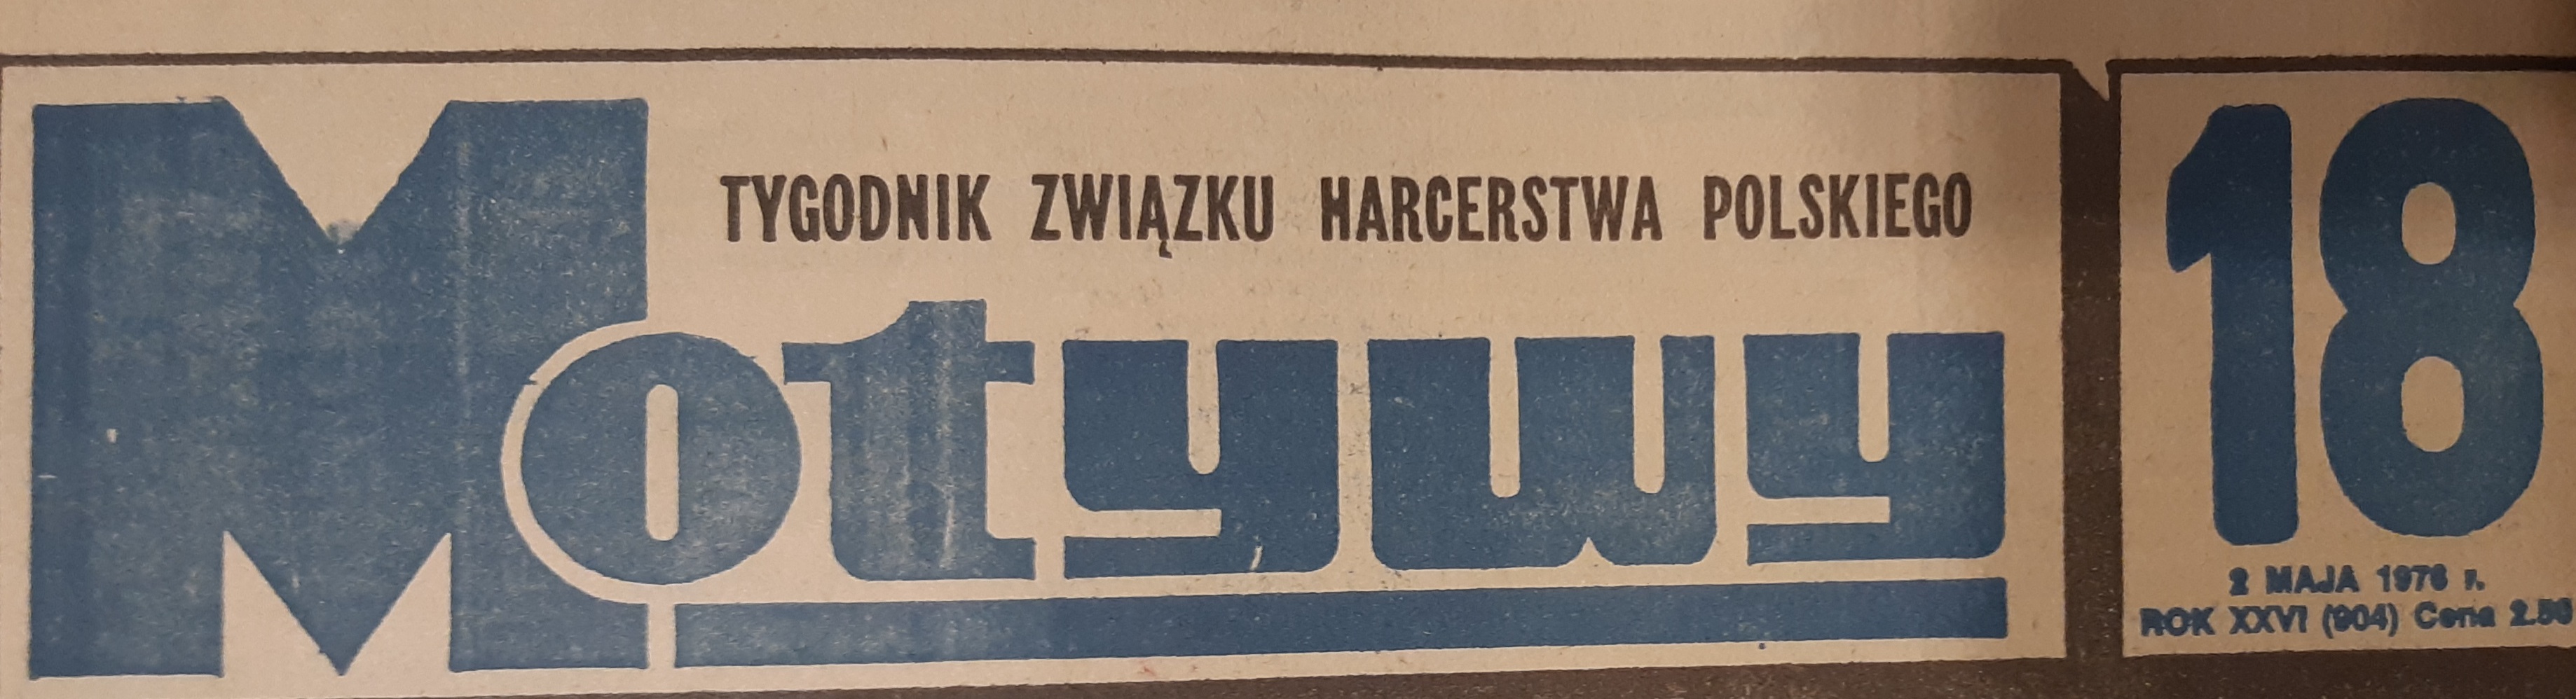 TYGODNIK ZWIĄZKU HARCERSTWA POLSKIEGO
Motywy
18
2 MAJA 1976 r.
ROK XXVI (904) Cena 2.50